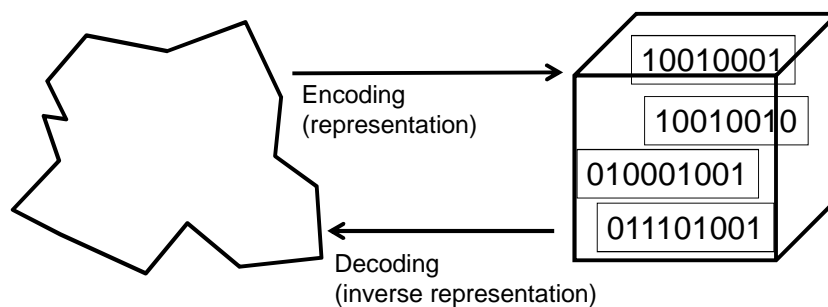 10010001
Encoding
(representation)
10010010
010001001
011101001
Decoding
(inverse representation)